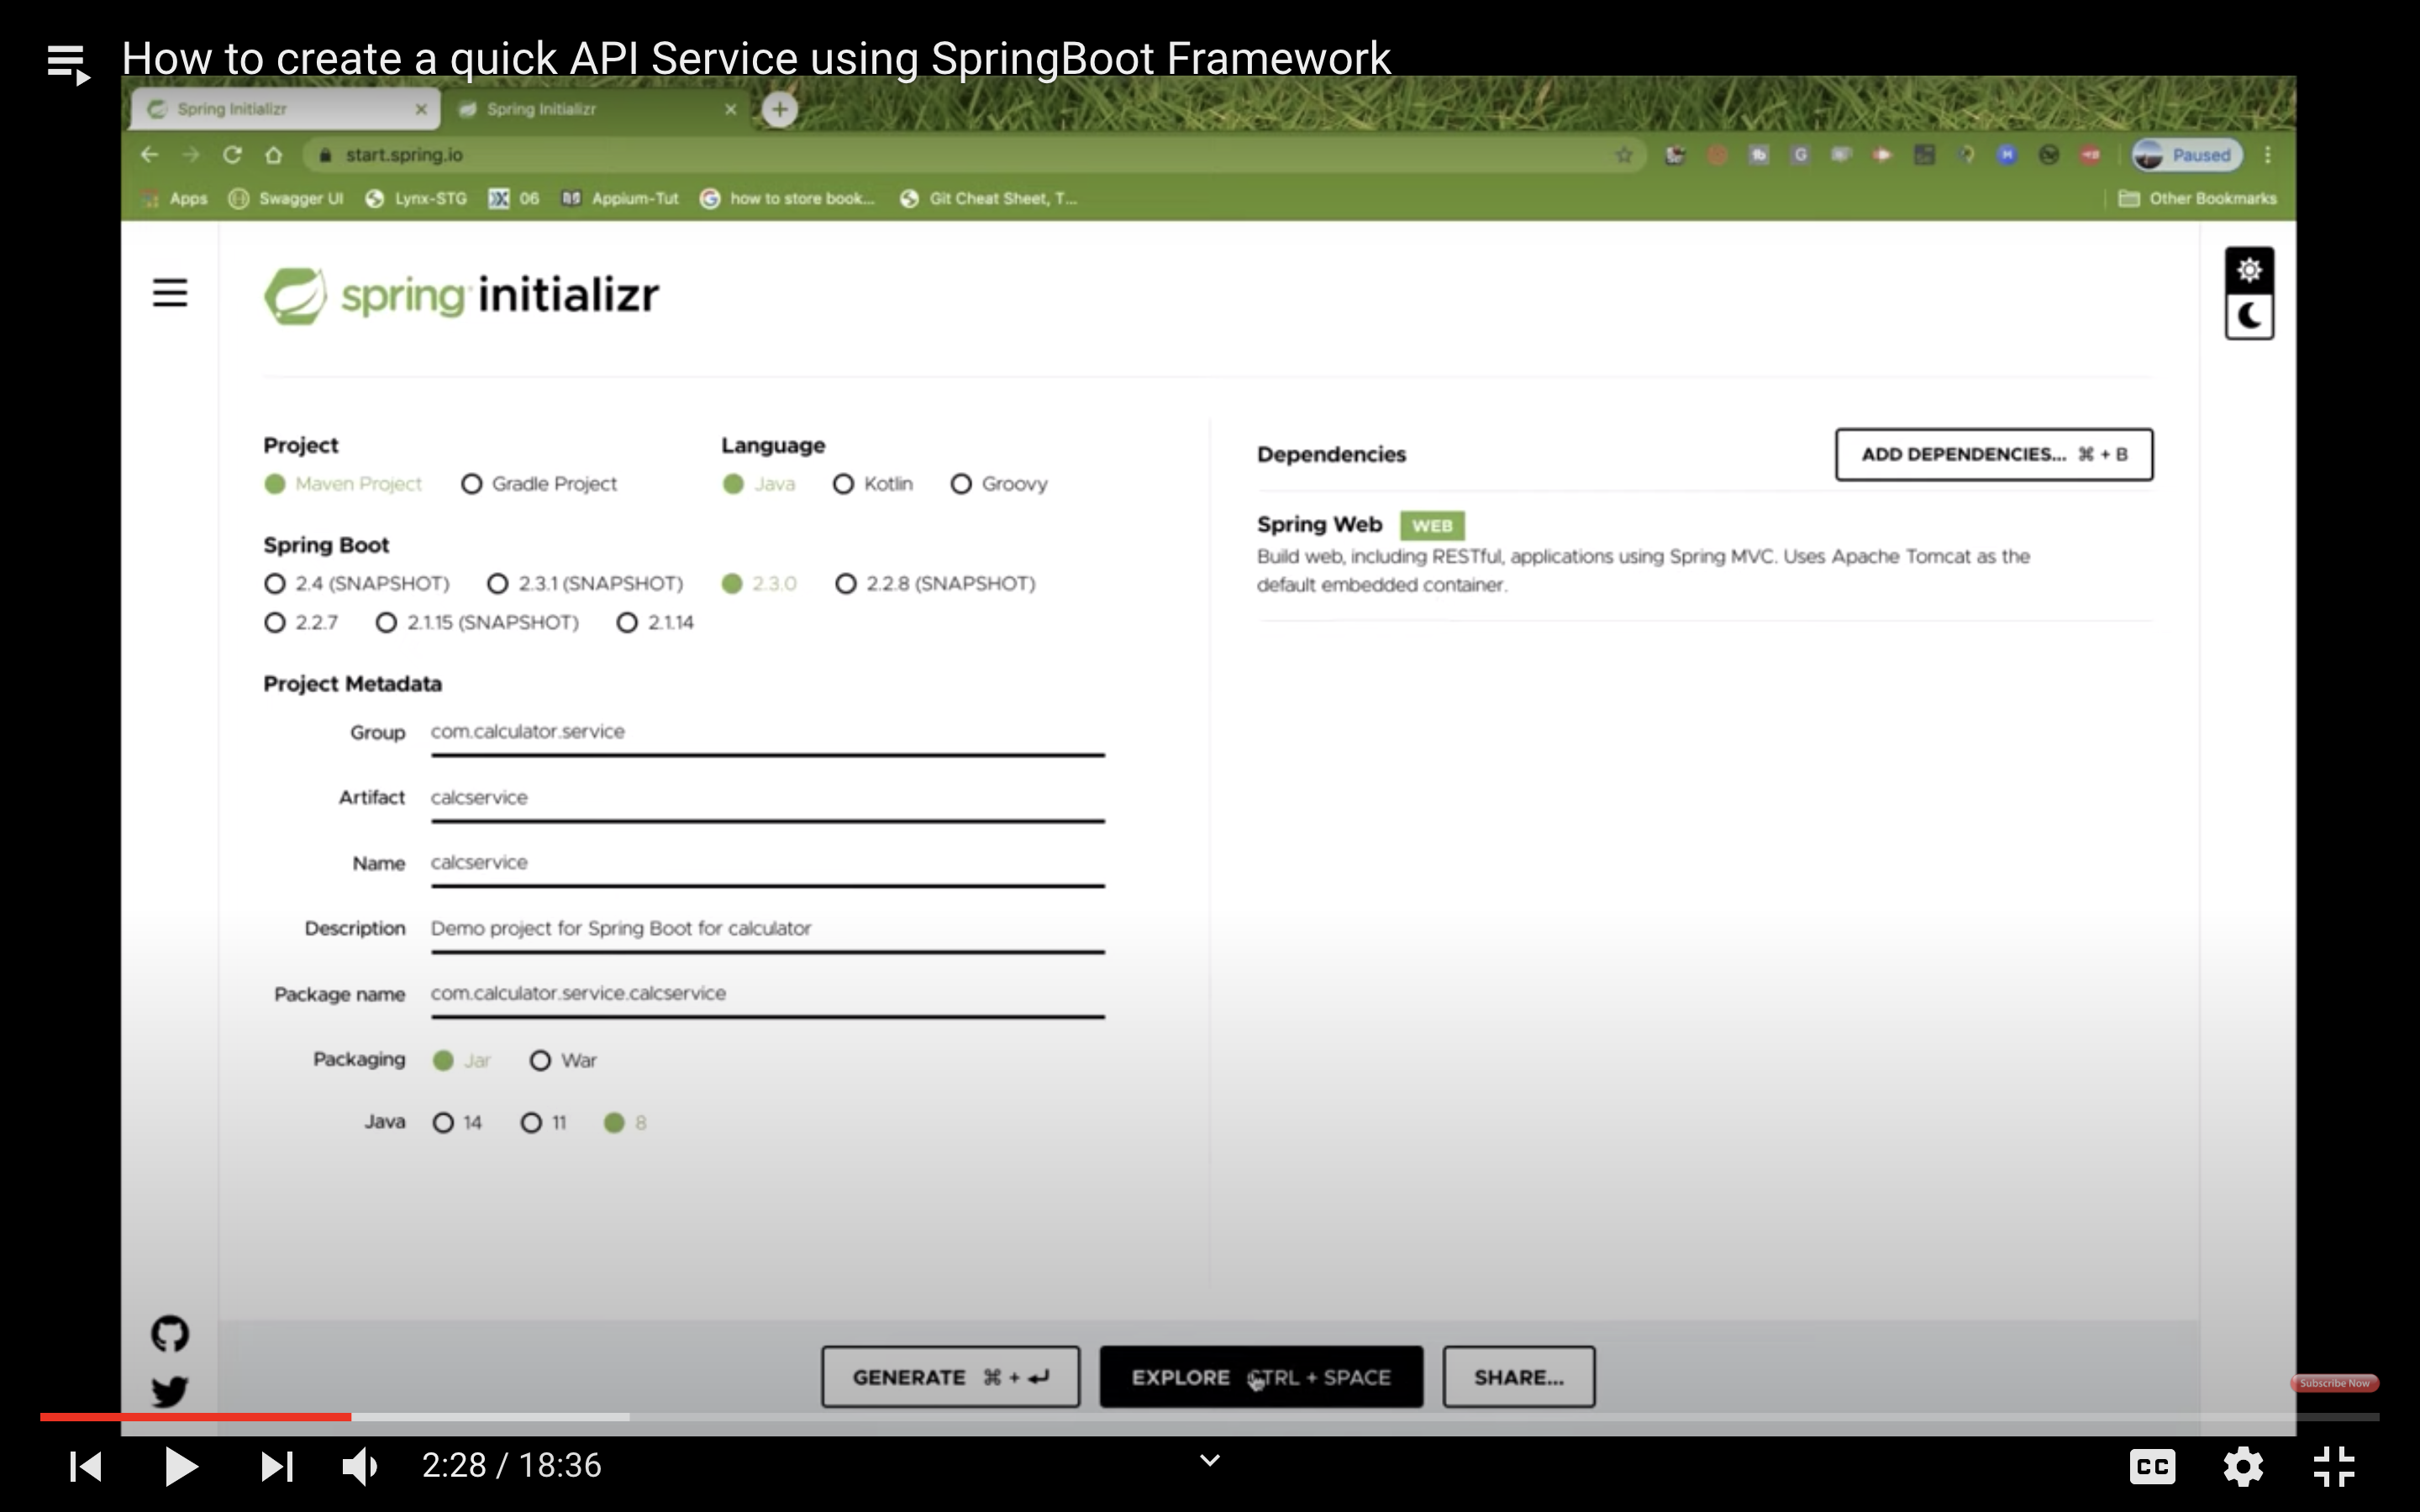 How to create a quick API Service using SpringBoot Framework
Spring Initializr
Spring Initializr
start.spring.io
Paused
Apps
Swagger UI
Lynx-STG
06
Appium-Tut
how to store book...
Git Cheat Sheet, T...
Other Bookmarks
spring initializr
Project
Maven Project
Gradle Project
Language
Java
Kotlin
Groovy
Spring Boot
2.4 (SNAPSHOT)
2.3.1 (SNAPSHOT)
2.3.0
2.2.8 (SNAPSHOT)
2.2.7
2.1.15 (SNAPSHOT)
2.1.14
Project Metadata
Group com.calculator.service
Artifact calcservice
Name calcservice
Description Demo project for Spring Boot for calculator
Package name com.calculator.service.calcservice
Packaging Jar War
Java 14 11 8
Dependencies
ADD DEPENDENCIES... ⌘ + B
Spring Web WEB
Build web, including RESTful, applications using Spring MVC. Uses Apache Tomcat as the
default embedded container.
GENERATE ⌘ + ↵
EXPLORE CTRL + SPACE
SHARE...
Subscribe Now
2:28 / 18:36
CC